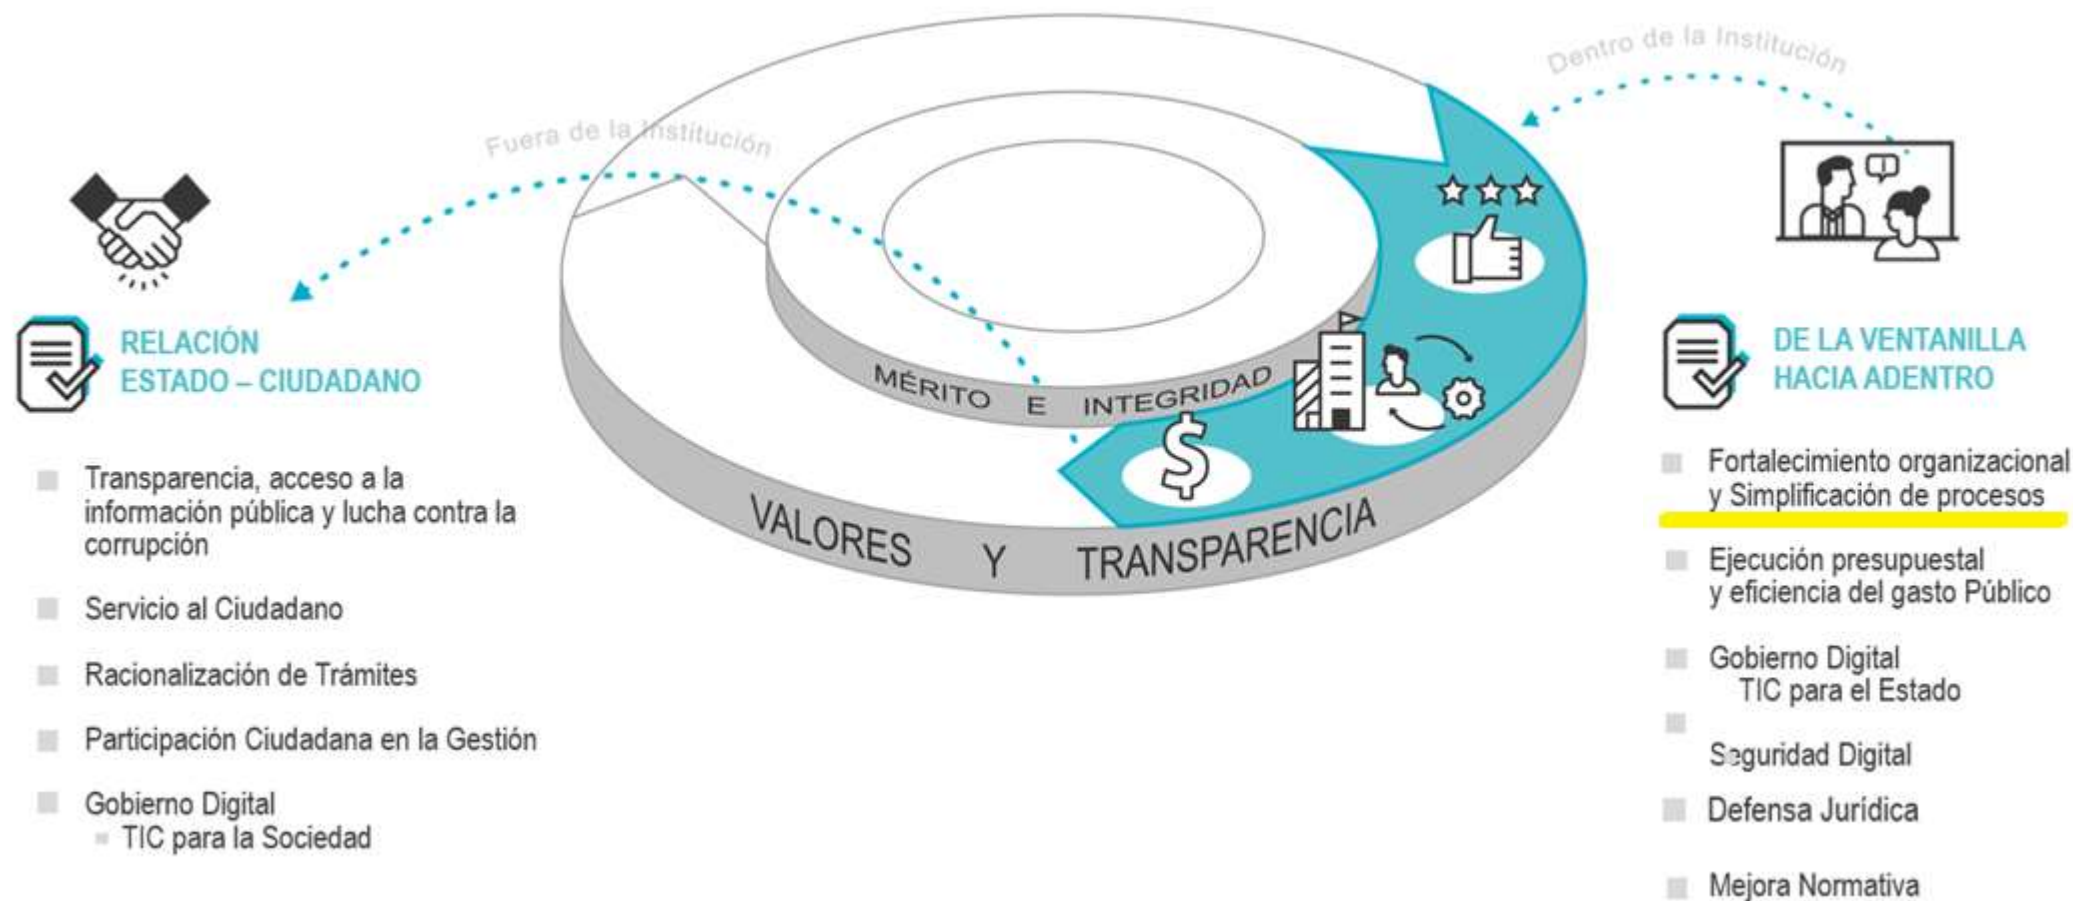 Dentro de la Institución
Fuera de la Institución
RELACIÓN
ESTADO – CIUDADANO
Transparencia, acceso a la
información pública y lucha contra la
corrupción
Servicio al Ciudadano
Racionalización de Trámites
Participación Ciudadana en la Gestión
Gobierno Digital
TIC para la Sociedad
MÉRITO E INTEGRIDAD
$
VALORES Y TRANSPARENCIA
DE LA VENTANILLA
HACIA ADENTRO
Fortalecimiento organizacional
y Simplificación de procesos
Ejecución presupuestal
y eficiencia del gasto Público
Gobierno Digital
TIC para el Estado
Seguridad Digital
Defensa Jurídica
Mejora Normativa